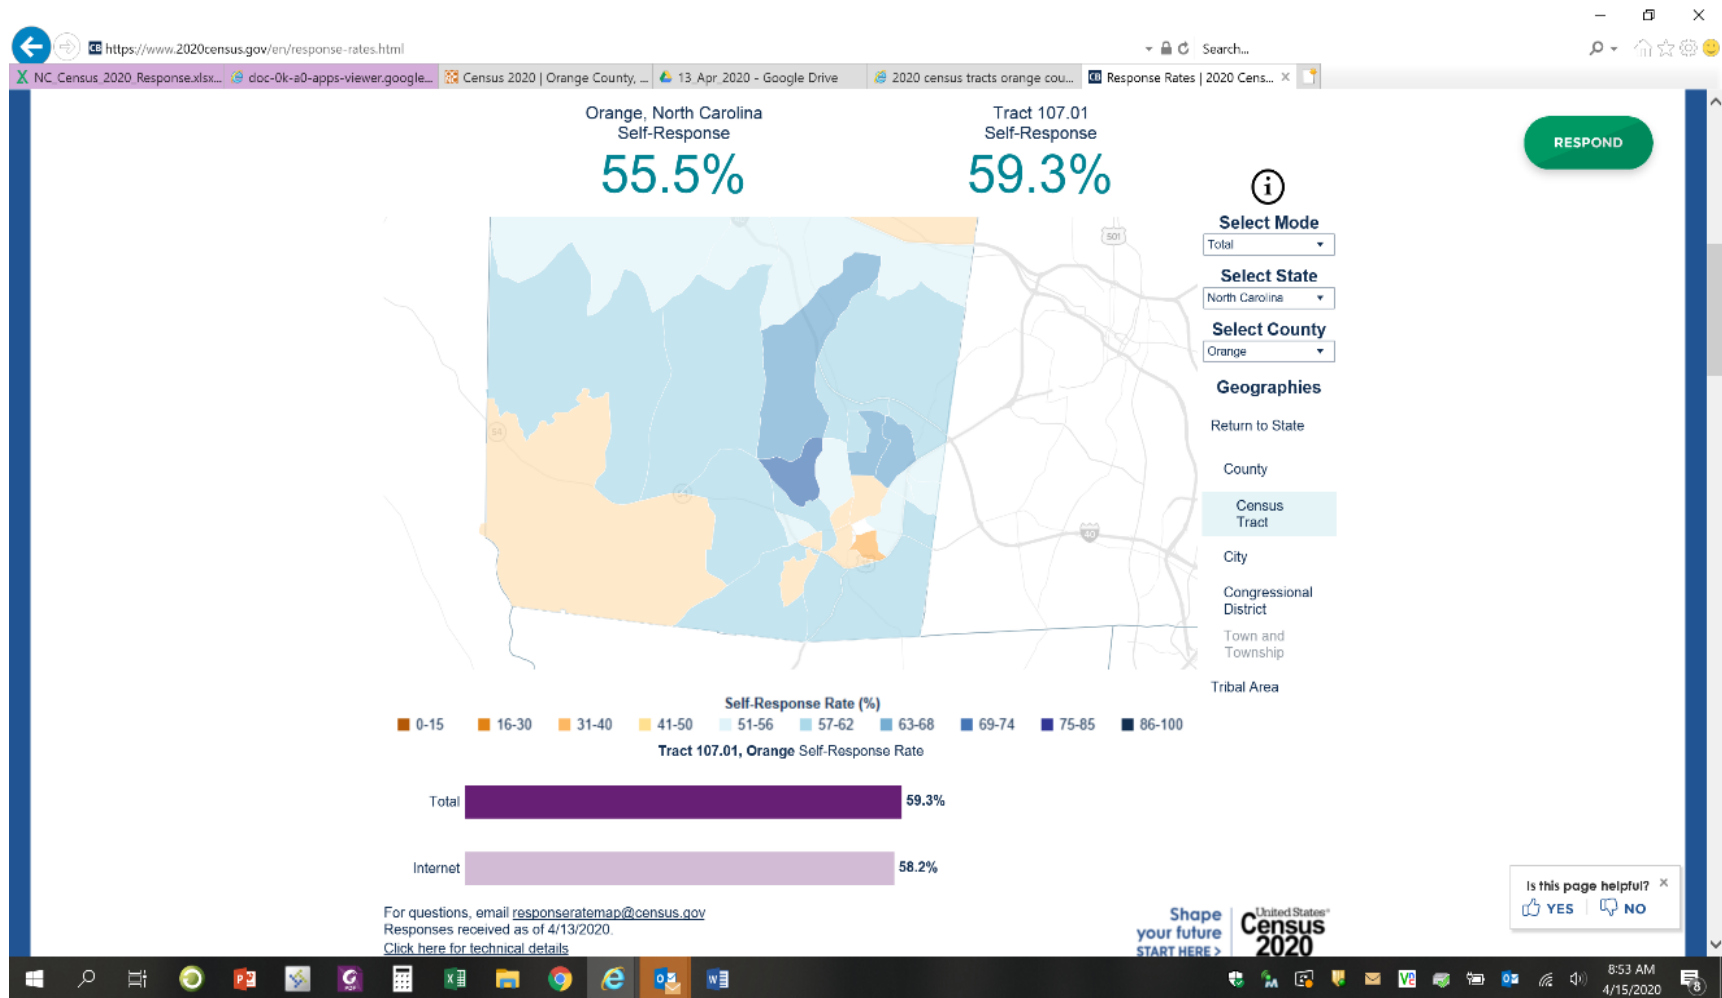 https://www.2020census.gov/en/response-rates.html
Search...
NC_Census_2020_Response.xlsx...
doc-0k-a0-apps-viewer.google...
Census 2020 | Orange County, ...
13_Apr_2020 - Google Drive
2020 census tracts orange cou...
Response Rates | 2020 Cens...
Orange, North Carolina
Self-Response
55.5%
Tract 107.01
Self-Response
59.3%
RESPOND
i
Select Mode
Total
Select State
North Carolina
Select County
Orange
Geographies
Return to State
County
Census
Tract
City
Congressional
District
Town and
Township
Tribal Area
501
54
40
Self-Response Rate (%)
0-15
16-30
31-40
41-50
51-56
57-62
63-68
69-74
75-85
86-100
Tract 107.01, Orange Self-Response Rate
Total
59.3%
Internet
58.2%
For questions, email responseratemap@census.gov
Responses received as of 4/13/2020.
Click here for technical details
Shape
your future
START HERE >
United States®
Census
2020
Is this page helpful?
YES
NO
8:53 AM
4/15/2020
8